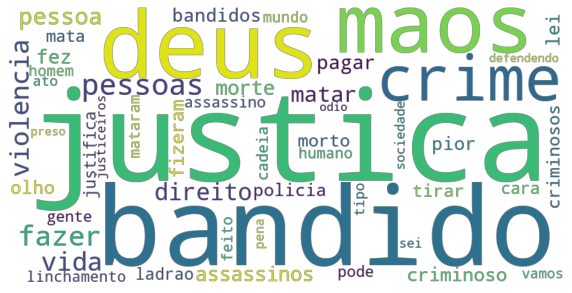 pessoa
bandidos
mundo
deus
maos
lei
mata
fez
homem
ato
pessoas
morte
pagar
crime
defendendo
violencia
justica
assassino
matar
odio
preso
justifica
justiceiros
mataram
fizeram
cadeia
morto
humano
sociedade
pior
criminosos
olho
direito
policia
tipo
tirar
cara
gente
bandido
fazer
feito
pena
sei
vida
linchamento
ladrao
assassinos
pode
criminoso
vamos